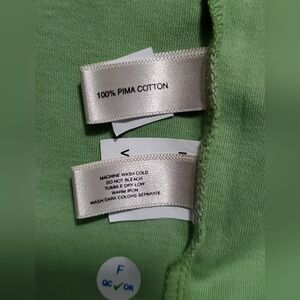 100% PIMA COTTON
MACHINE WASH COLD
DO NOT BLEACH
TUMBLE DRY LOW
WARM IRON
WASH DARK COLORS SEPARATE
F
QC ✓ OK